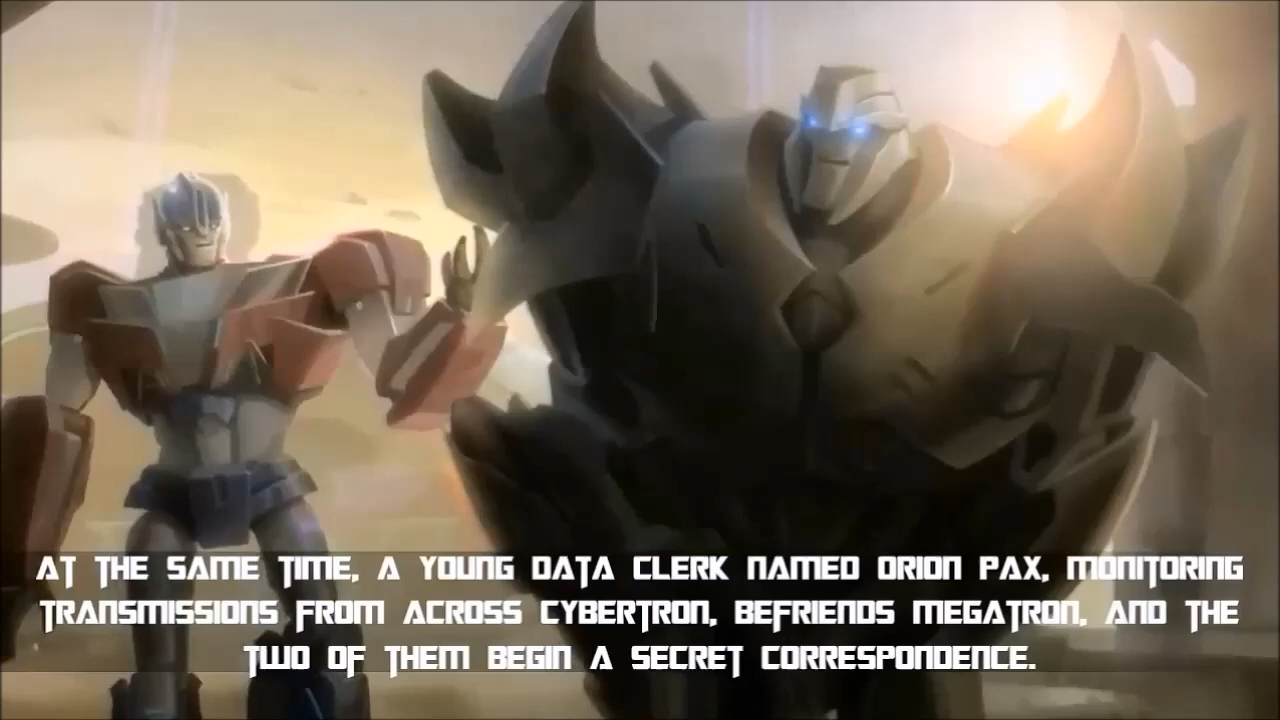 AT THE SAME TIME, A YOUNG DATA CLERK NAMED ORION PAX, MONITORING
TRANSMISSIONS FROM ACROSS CYBERTRON, BEFRIENDS MEGATRON, AND THE
TWO OF THEM BEGIN A SECRET CORRESPONDENCE.